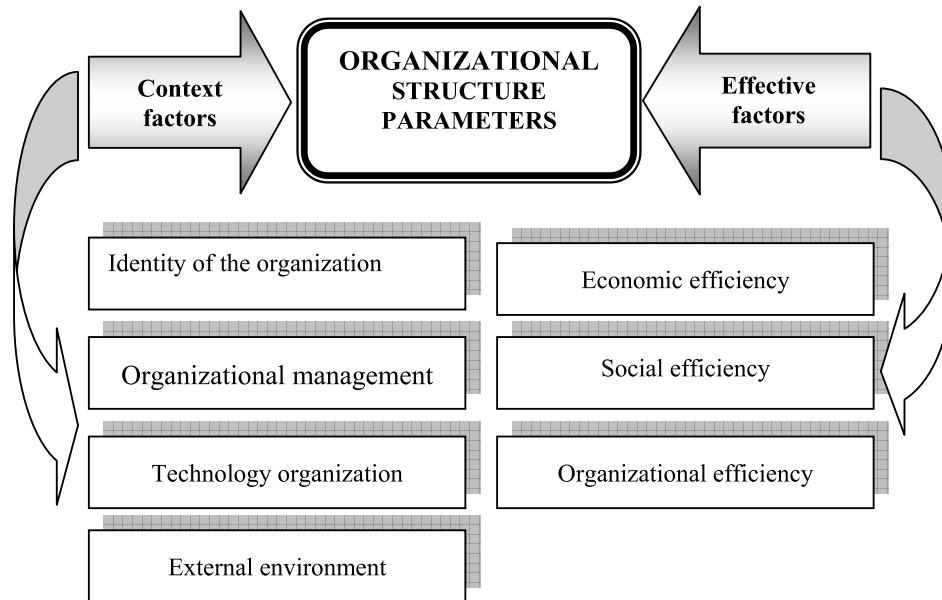 Context
factors
ORGANIZATIONAL
STRUCTURE
PARAMETERS
Effective
factors
Identity of the organization
Organizational management
Technology organization
External environment
Economic efficiency
Social efficiency
Organizational efficiency